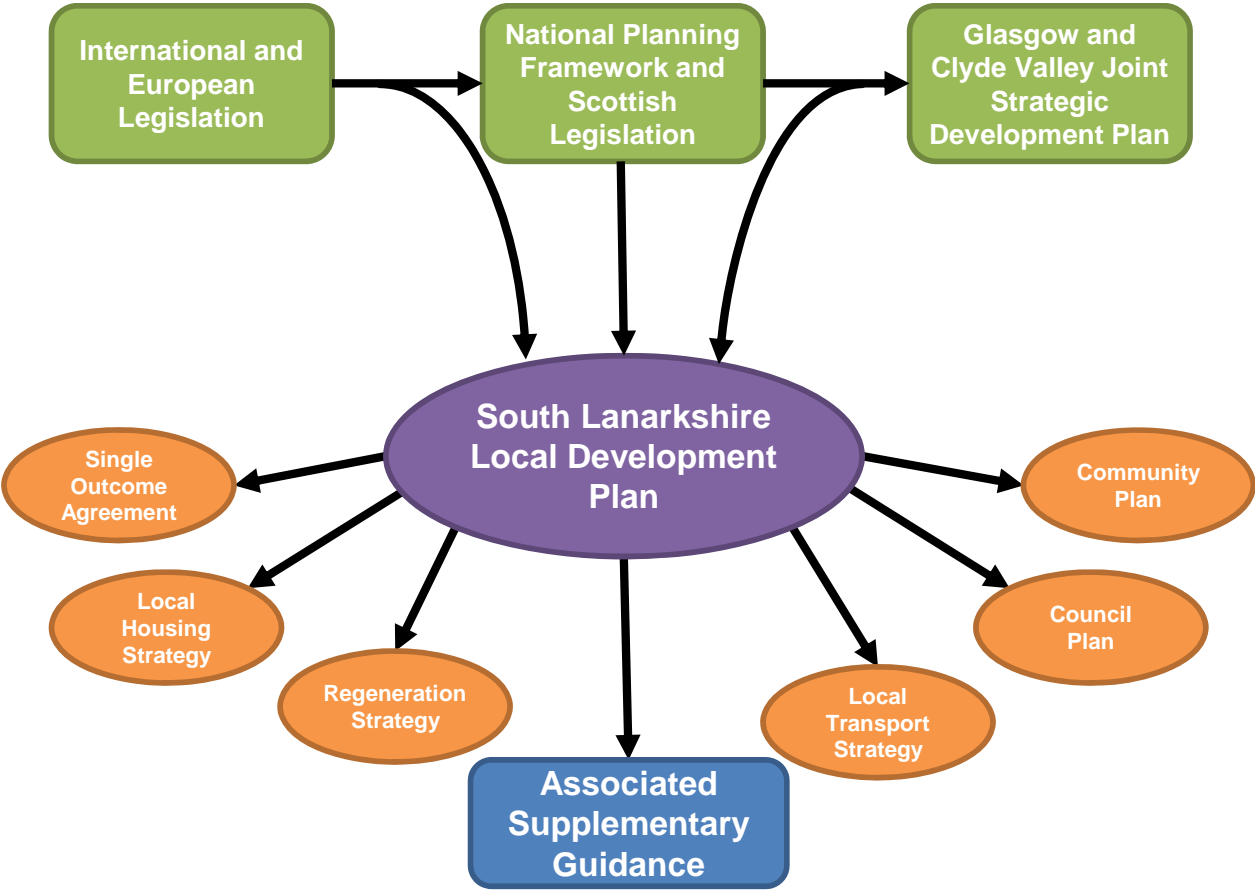 International and
European
Legislation
National Planning
Framework and
Scottish
Legislation
Glasgow and
Clyde Valley Joint
Strategic
Development Plan
South Lanarkshire
Local Development
Plan
Single
Outcome
Agreement
Community
Plan
Local
Housing
Strategy
Council
Plan
Regeneration
Strategy
Local
Transport
Strategy
Associated
Supplementary
Guidance